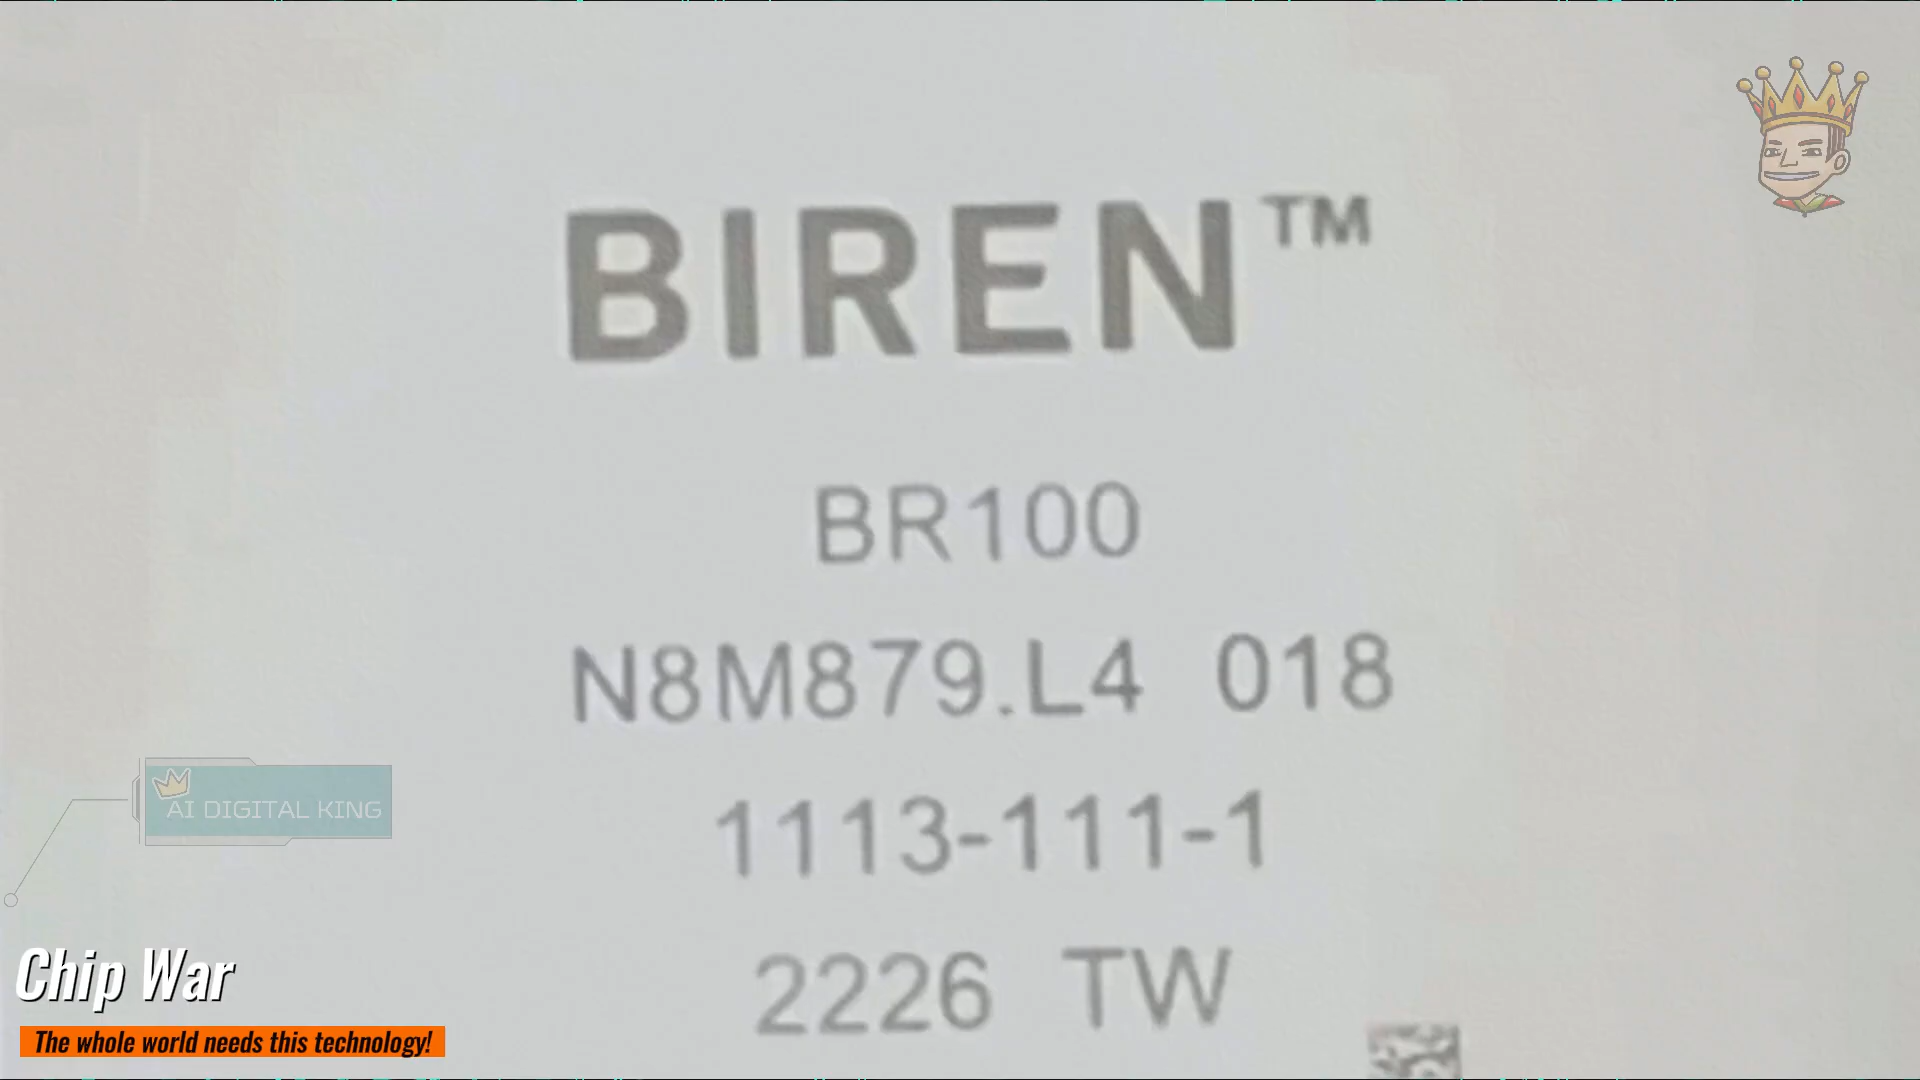 BIREN™
BR100
N8M879.L4 018
1113-111-1
2226 TW
AI DIGITAL KING
Chip War
The whole world needs this technology!